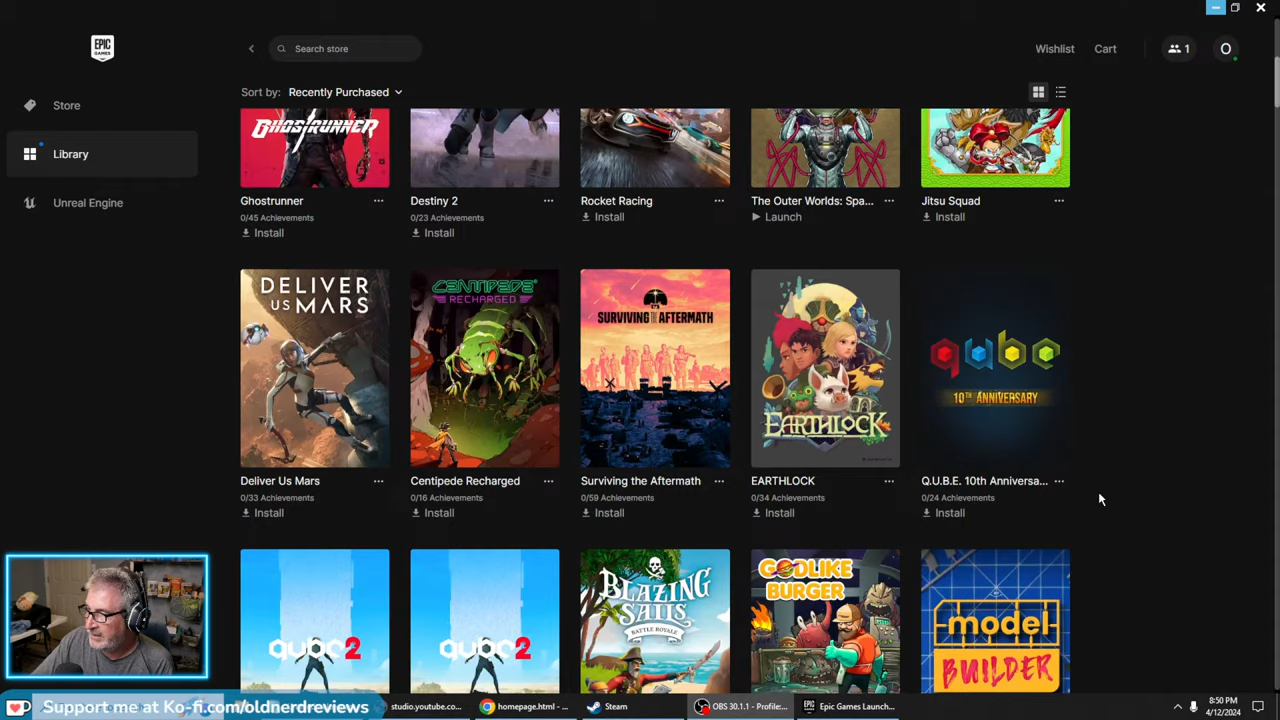 EPIC
GAMES
Search store
Wishlist
Cart
1
O
Sort by: Recently Purchased
Store
Library
Unreal Engine
GHOSTRUNNER
Ghostrunner
0/45 Achievements
Install
Destiny 2
0/23 Achievements
Install
Rocket Racing
Install
The Outer Worlds: Spa...
Launch
Jitsu Squad
Install
DELIVER
US MARS
Deliver Us Mars
0/33 Achievements
Install
CENTIPEDE
RECHARGED
Centipede Recharged
0/16 Achievements
Install
SURVIVING THE AFTERMATH
Surviving the Aftermath
0/59 Achievements
Install
EARTHLOCK
EARTHLOCK
0/34 Achievements
Install
qube
10TH ANNIVERSARY
Q.U.B.E. 10th Anniversa...
0/24 Achievements
Install
qube2
qube2
BLAZING
SAILS
BATTLE ROYALE
GODLIKE
BURGER
model
BUILDER
Support me at Ko-fi.com/oldnerdreviews
studio.youtube.co...
homepage.html - ...
Steam
OBS 30.1.1 - Profile:...
EPIC
Epic Games Launc...
8:50 PM
4/12/2024